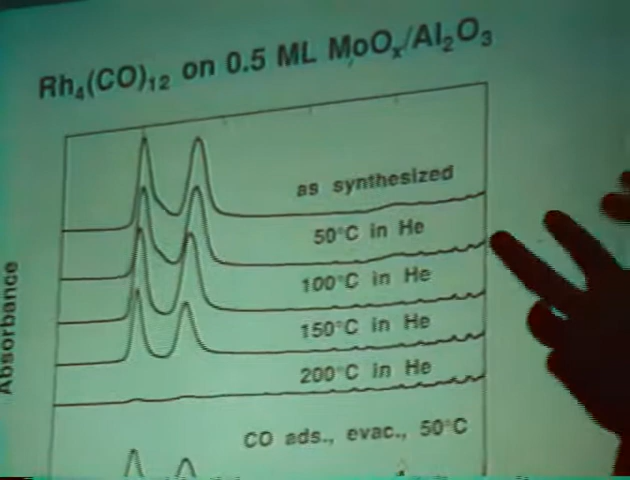 Rh₄(CO)₁₂ on 0.5 ML MoOₓ/Al₂O₃
as synthesized
50°C in He
100°C in He
150°C in He
200°C in He
CO ads., evac., 50°C
Absorbance